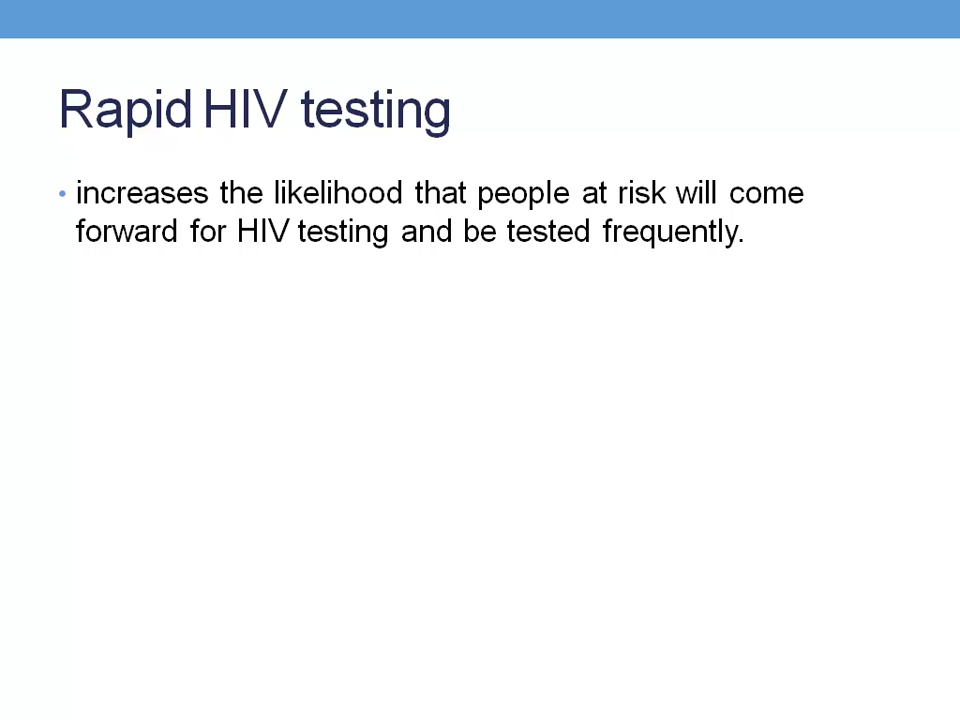 Rapid HIV testing
• increases the likelihood that people at risk will come
forward for HIV testing and be tested frequently.